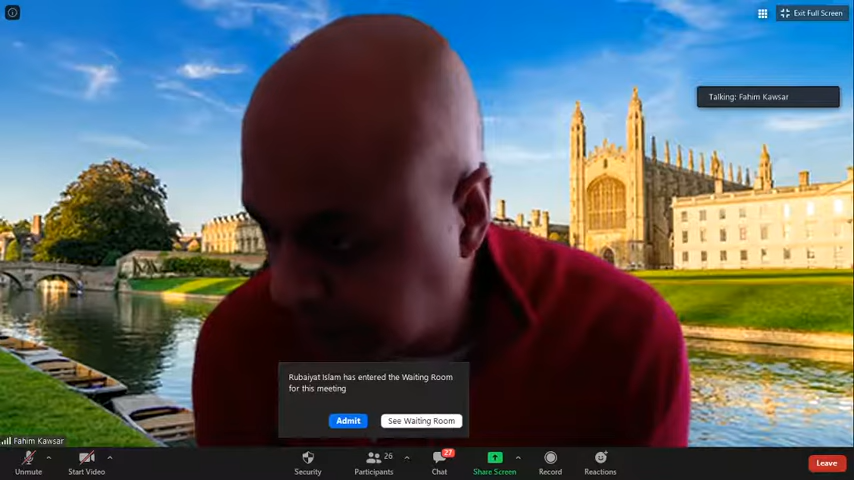 Exit Full Screen
Talking: Fahim Kawsar
Rubaiyat Islam has entered the Waiting Room
for this meeting
Admit
See Waiting Room
Fahim Kawsar
Unmute
Start Video
Security
Participants
26
Chat
27
Share Screen
Record
Reactions
Leave